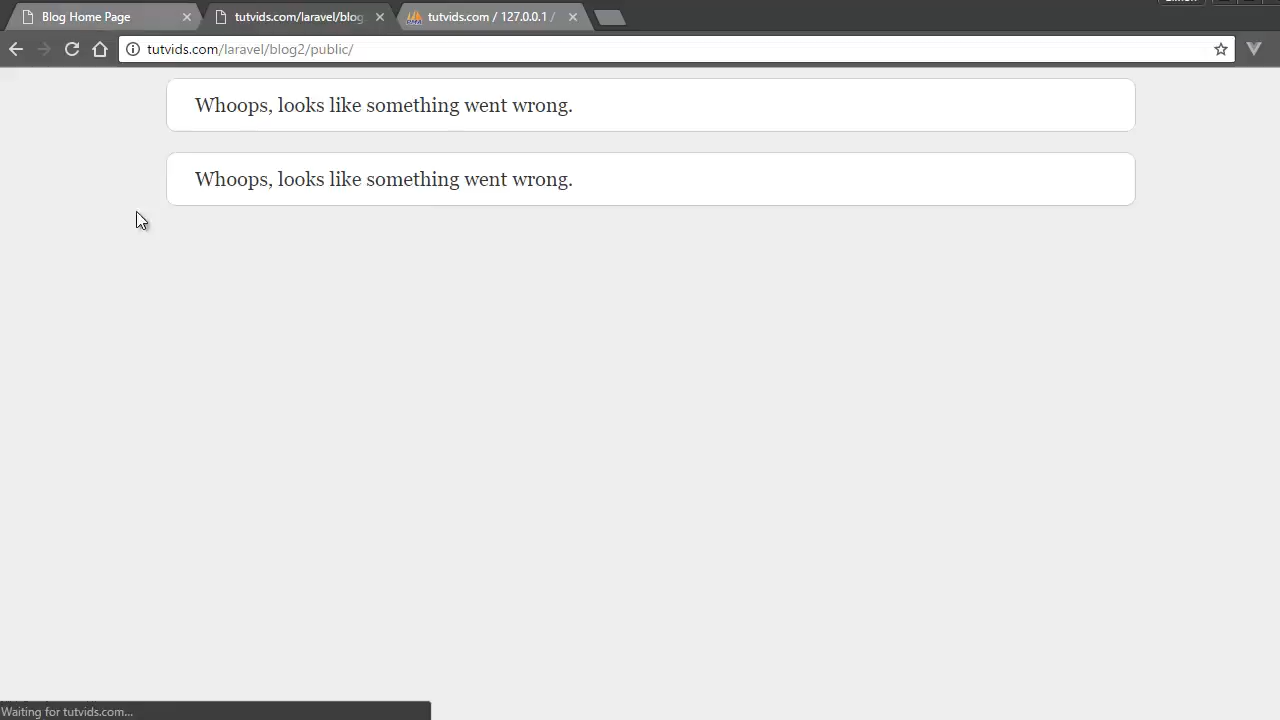 Blog Home Page
tutvids.com/laravel/blog
tutvids.com / 127.0.0.1 /
tutvids.com/laravel/blog2/public/
Whoops, looks like something went wrong.
Whoops, looks like something went wrong.
Waiting for tutvids.com...